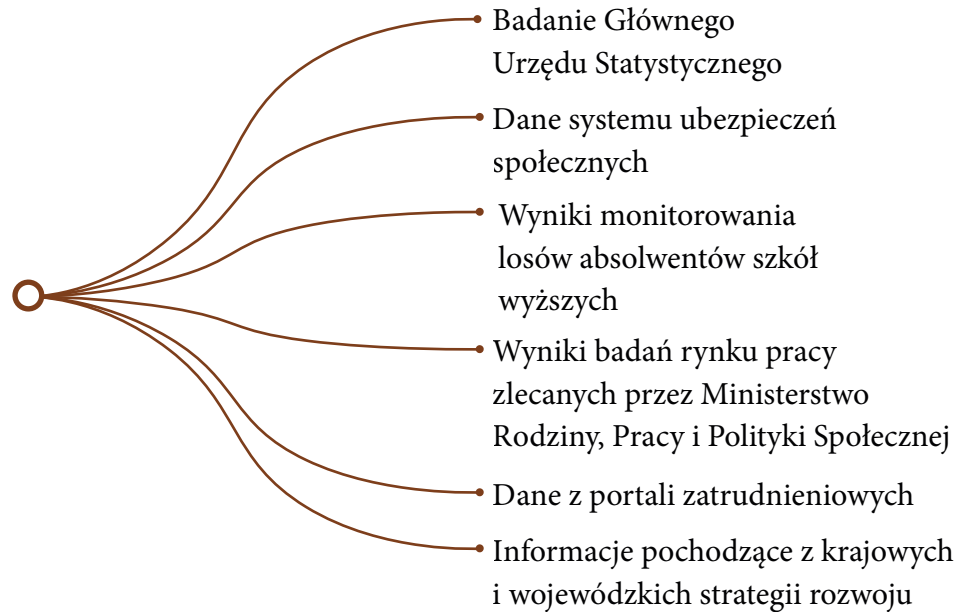 Badanie Głównego
Urzędu Statystycznego
Dane systemu ubezpieczeń
społecznych
Wyniki monitorowania
losów absolwentów szkół
wyższych
Wyniki badań rynku pracy
zlecanych przez Ministerstwo
Rodziny, Pracy i Polityki Społecznej
Dane z portali zatrudnieniowych
Informacje pochodzące z krajowych
i wojewódzkich strategii rozwoju